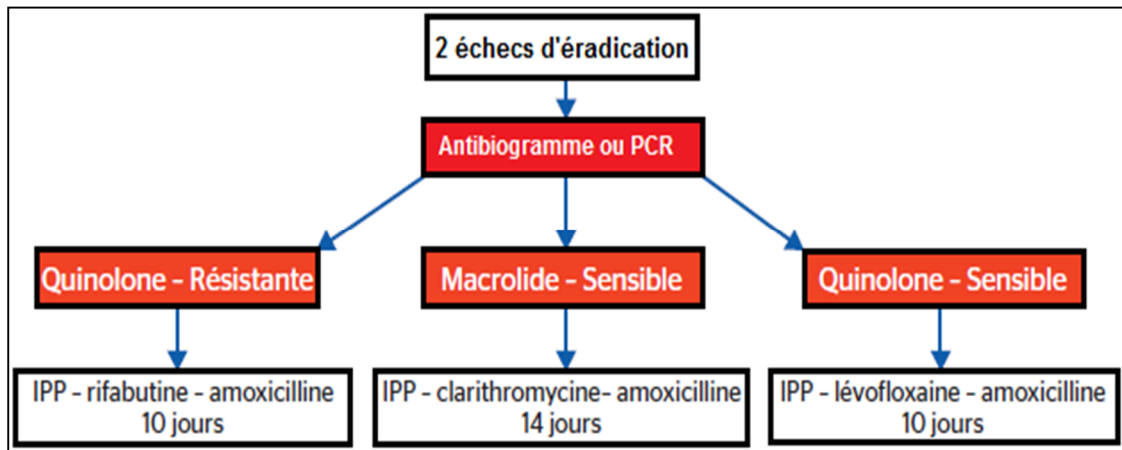 2 échecs d'éradication
Antibiogramme ou PCR
Quinolone - Résistante
Macrolide - Sensible
Quinolone - Sensible
IPP - rifabutine - amoxicilline
10 jours
IPP - clarithromycine- amoxicilline
14 jours
IPP - lévofloxaine - amoxicilline
10 jours